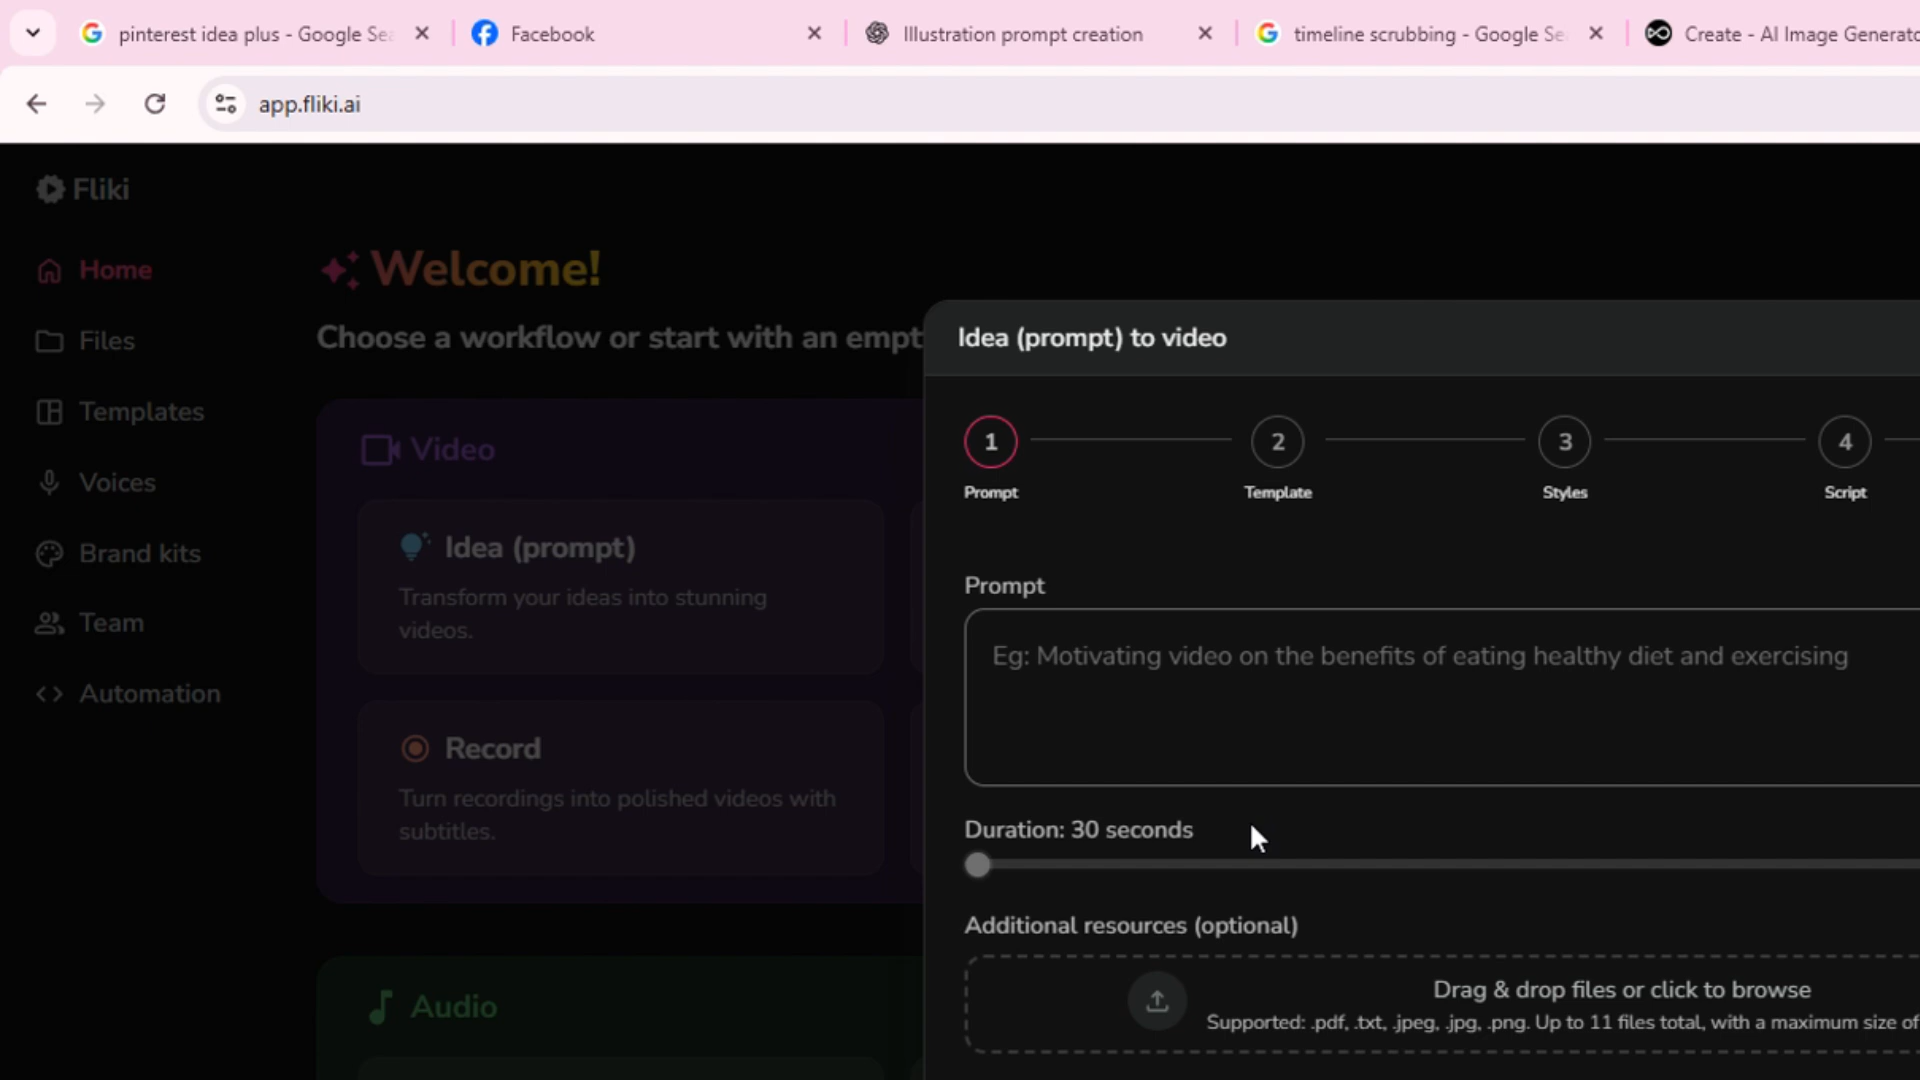 pinterest idea plus - Google Sea
Facebook
Illustration prompt creation
timeline scrubbing - Google Se
Create - AI Image Generato
app.fliki.ai
Fliki
Home
Files
Templates
Voices
Brand kits
Team
Automation
Welcome!
Choose a workflow or start with an empt
Video
Idea (prompt)
Transform your ideas into stunning
videos.
Record
Turn recordings into polished videos with
subtitles.
Audio
Idea (prompt) to video
1
2
3
4
Prompt
Template
Styles
Script
Prompt
Eg: Motivating video on the benefits of eating healthy diet and exercising
Duration: 30 seconds
Additional resources (optional)
Drag & drop files or click to browse
Supported: .pdf, .txt, .jpeg, .jpg, .png. Up to 11 files total, with a maximum size of